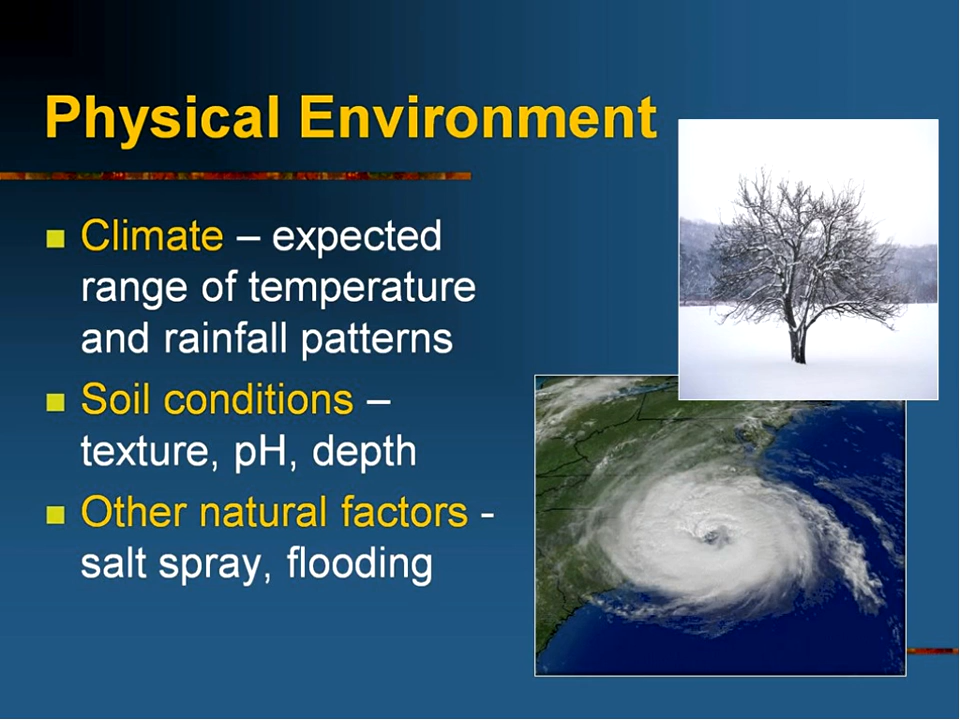 Physical Environment
Climate – expected
range of temperature
and rainfall patterns
Soil conditions –
texture, pH, depth
Other natural factors -
salt spray, flooding